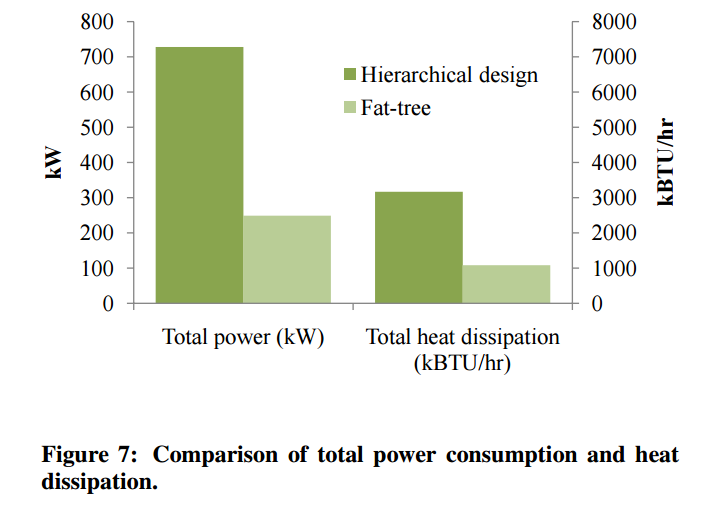 800
700
600
500
400
300
200
100
0
kW
Hierarchical design
Fat-tree
8000
7000
6000
5000
4000
3000
2000
1000
0
kBTU/hr
Total power (kW)
Total heat dissipation
(kBTU/hr)
Figure 7: Comparison of total power consumption and heat
dissipation.